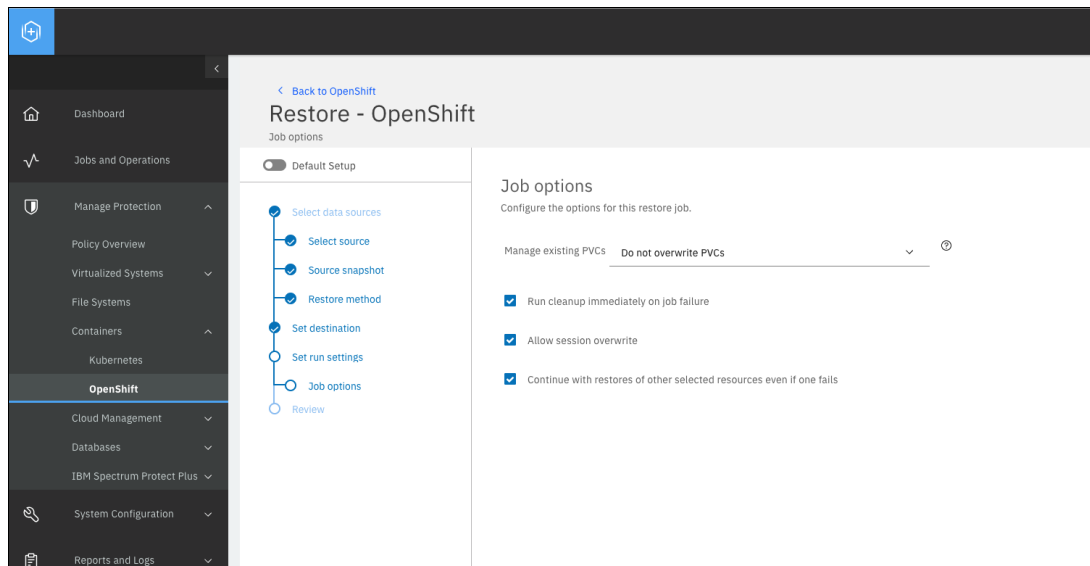 Dashboard
Jobs and Operations
Manage Protection
Policy Overview
Virtualized Systems
File Systems
Containers
Kubernetes
OpenShift
Cloud Management
Databases
IBM Spectrum Protect Plus
System Configuration
Reports and Logs
Back to OpenShift
Restore - OpenShift
Job options
Default Setup
Select data sources
Select source
Source snapshot
Restore method
Set destination
Set run settings
Job options
Review
Job options
Configure the options for this restore job.
Manage existing PVCs Do not overwrite PVCs
Run cleanup immediately on job failure
Allow session overwrite
Continue with restores of other selected resources even if one fails